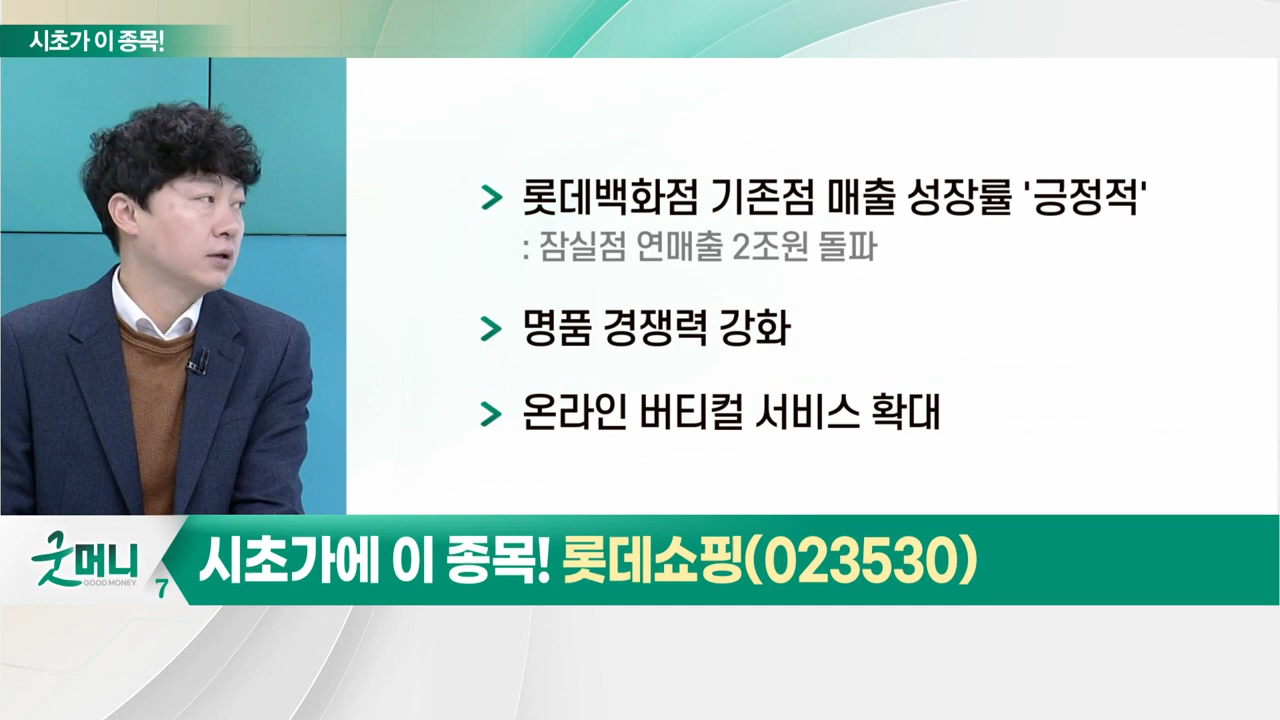 시초가 이 종목!
> 롯데백화점 기존점 매출 성장률 '긍정적'
: 잠실점 연매출 2조원 돌파
> 명품 경쟁력 강화
> 온라인 버티컬 서비스 확대
굿머니
GOOD MONEY
7
시초가에 이 종목! 롯데쇼핑(023530)